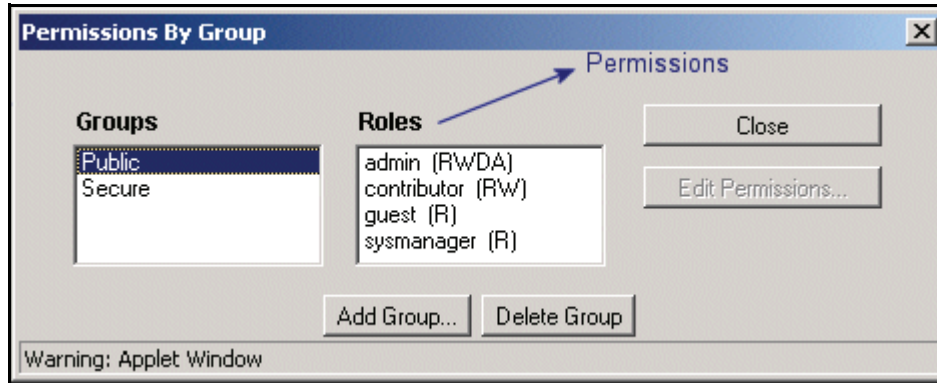 Permissions By Group
Permissions
Groups
Roles
Close
Public
Secure
admin (RWDA)
contributor (RW)
guest (R)
sysmanager (R)
Edit Permissions...
Add Group...
Delete Group
Warning: Applet Window